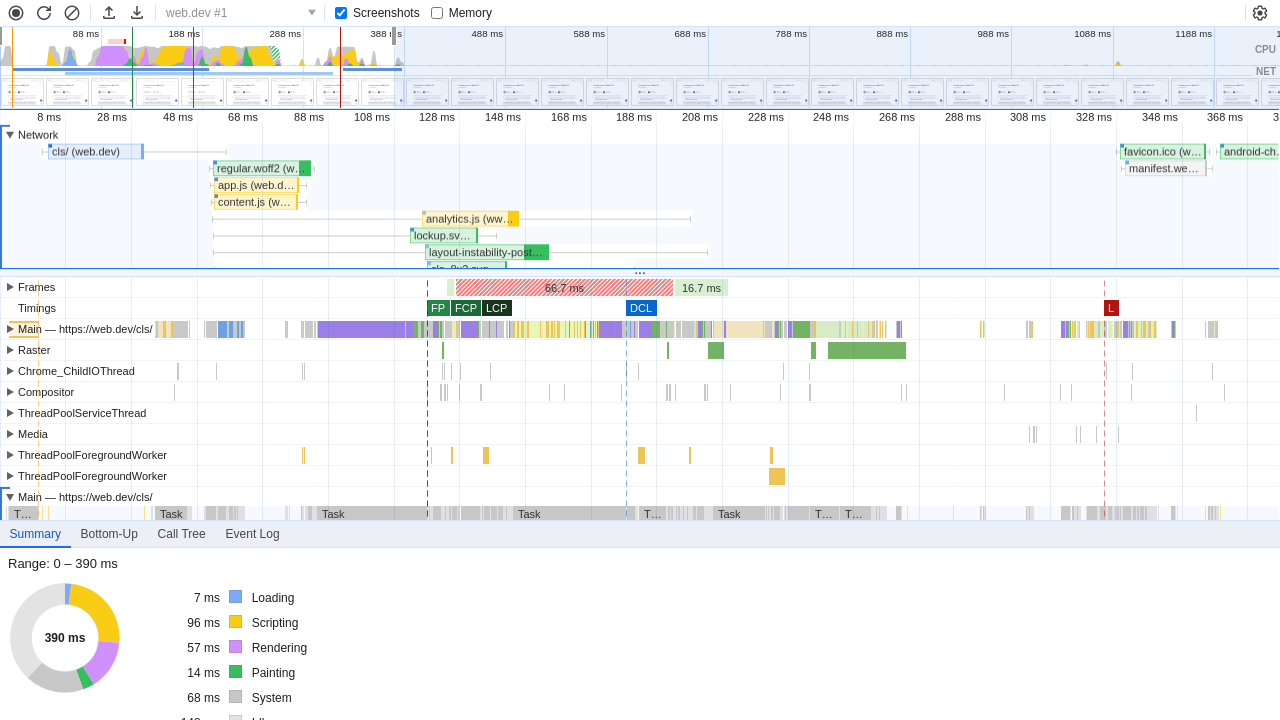 web.dev #1 Screenshots Memory
88 ms 188 ms 288 ms 388 ms 488 ms 588 ms 688 ms 788 ms 888 ms 988 ms 1088 ms 1188 ms
CPU
NET
8 ms 28 ms 48 ms 68 ms 88 ms 108 ms 128 ms 148 ms 168 ms 188 ms 208 ms 228 ms 248 ms 268 ms 288 ms 308 ms 328 ms 348 ms 368 ms
Network
cls/ (web.dev) favicon.ico (w… android-ch…
regular.woff2 (w… manifest.we…
app.js (web.d…
content.js (w…
analytics.js (ww…
lockup.sv…
layout-instability-post…
...
Frames 66.7 ms 16.7 ms
Timings FP FCP LCP DCL L
Main — https://web.dev/cls/
Raster
Chrome_ChildIOThread
Compositor
ThreadPoolServiceThread
Media
ThreadPoolForegroundWorker
ThreadPoolForegroundWorker
Main — https://web.dev/cls/
T… Task Task Task T… Task T… T…
Summary Bottom-Up Call Tree Event Log
Range: 0 – 390 ms
390 ms
7 ms Loading
96 ms Scripting
57 ms Rendering
14 ms Painting
68 ms System